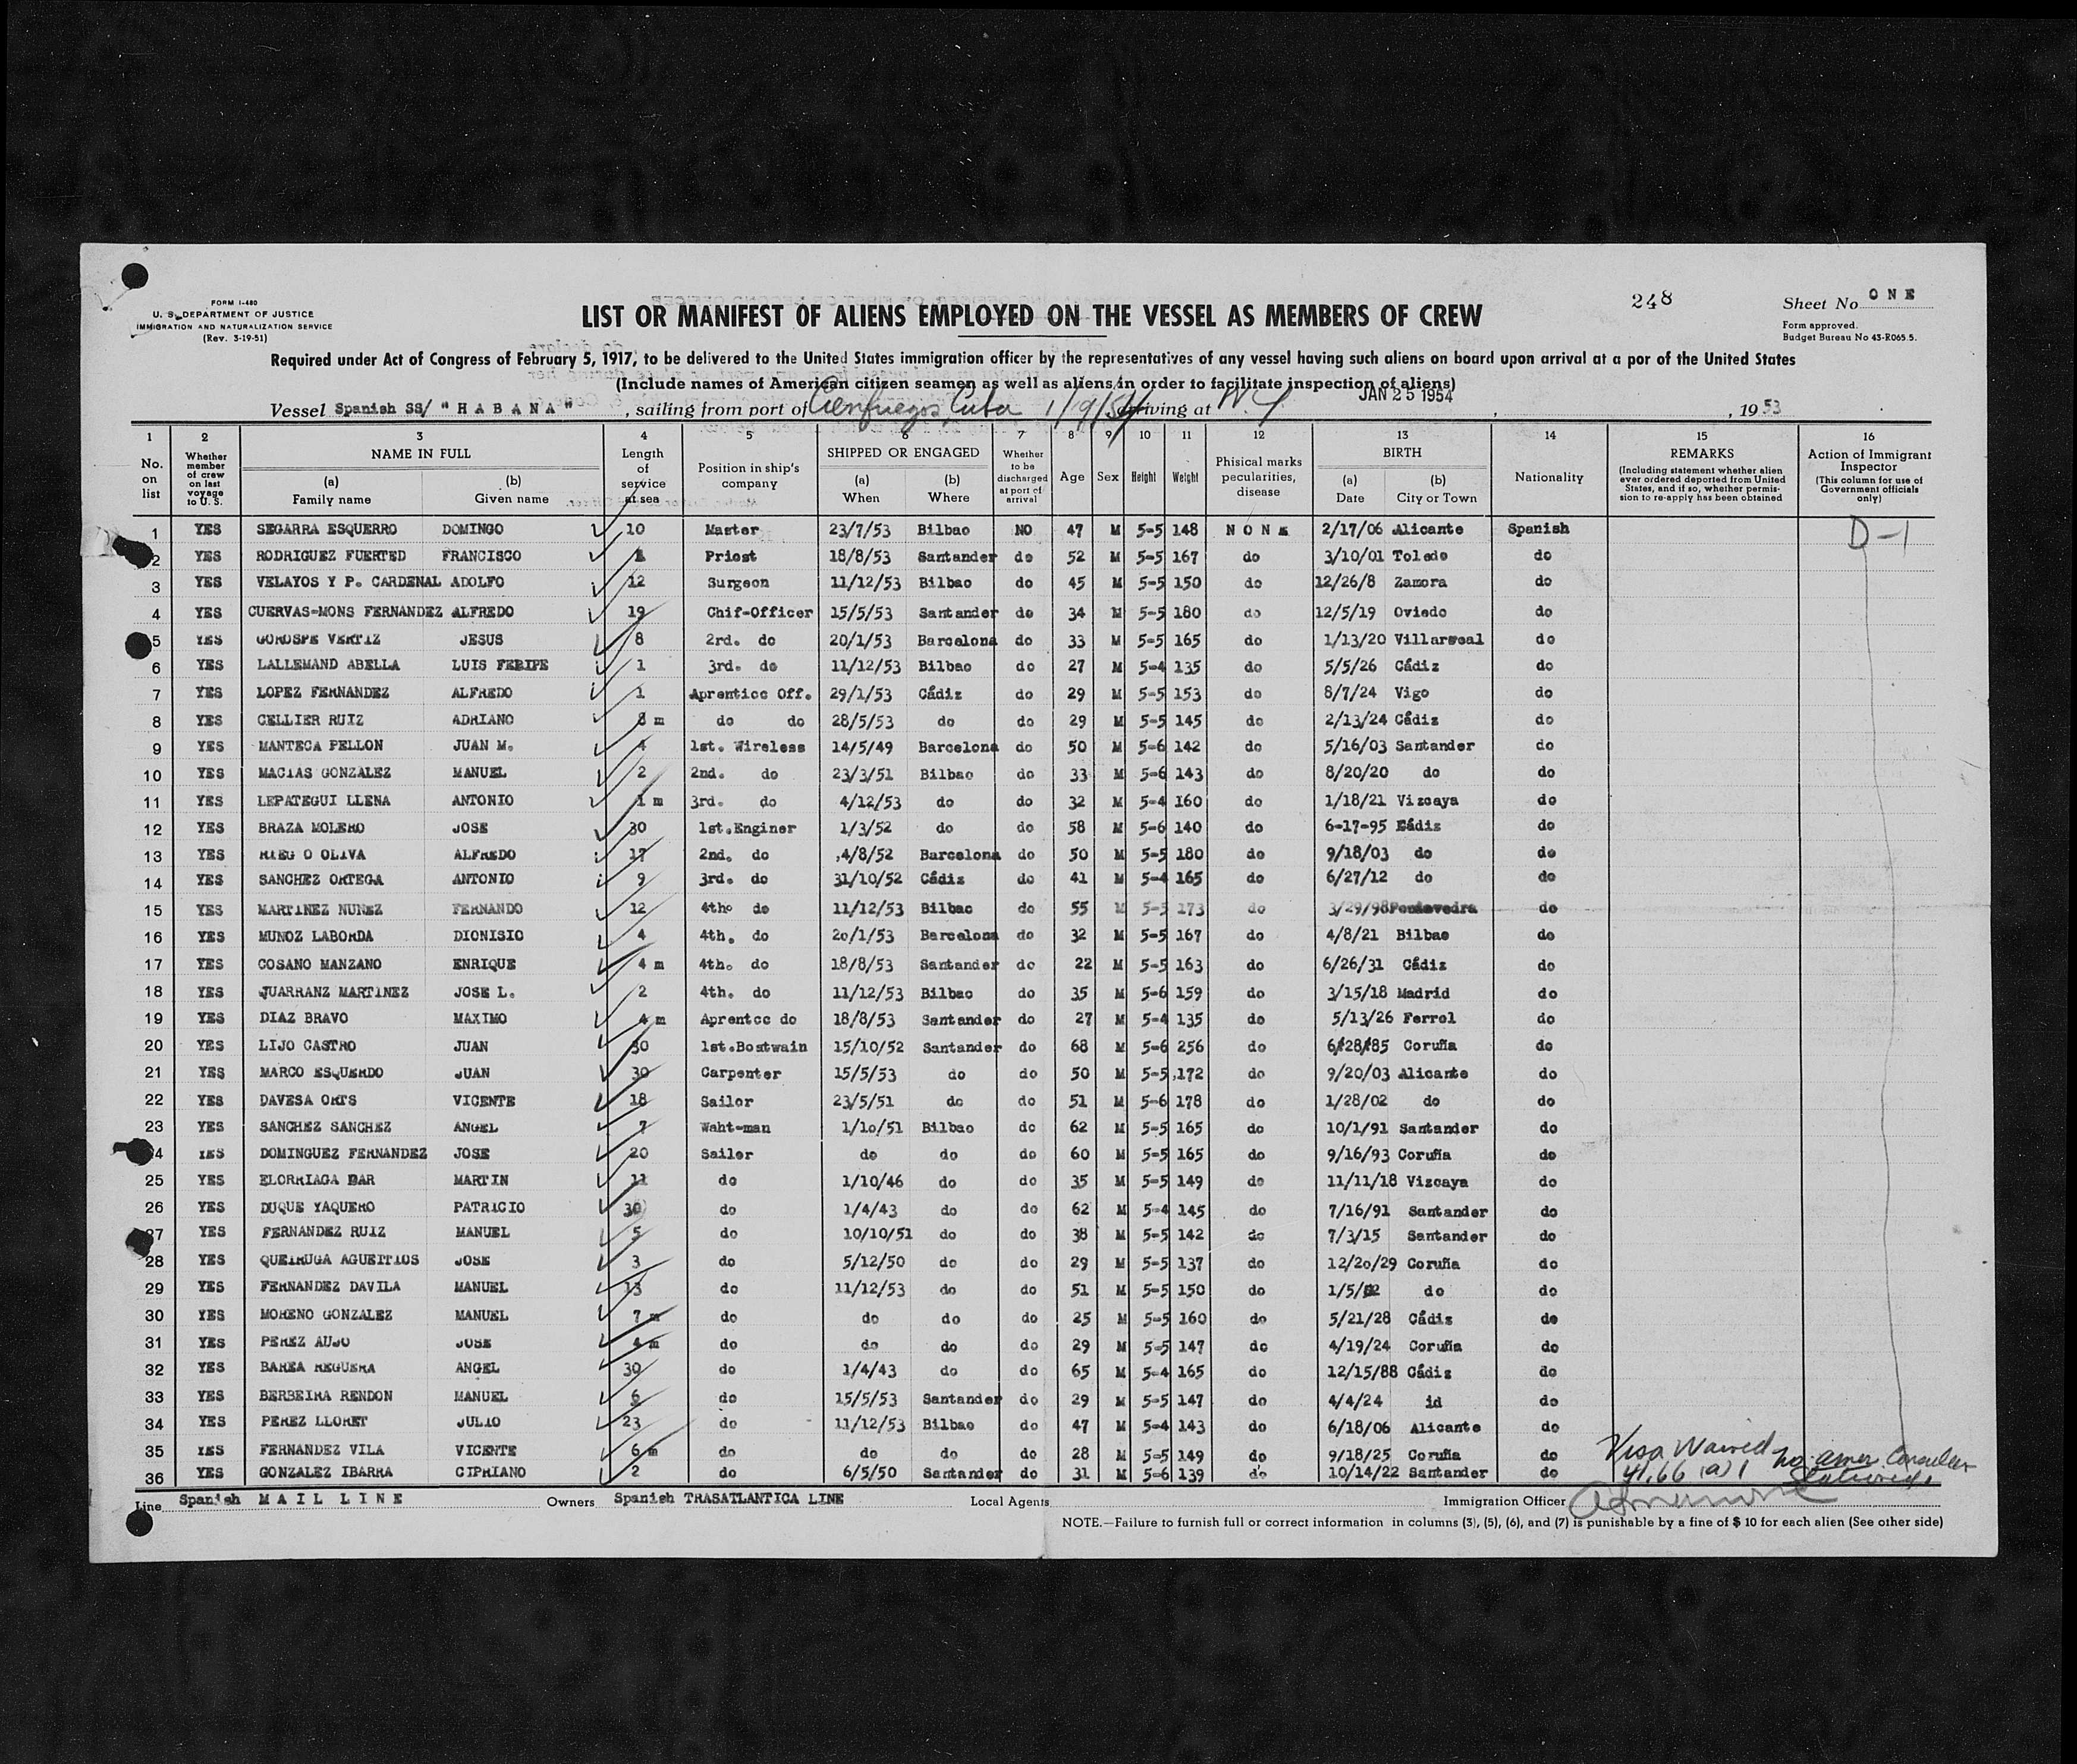 FORM I-480
U. S. DEPARTMENT OF JUSTICE
IMMIGRATION AND NATURALIZATION SERVICE
(Rev. 3-19-51)
LIST OR MANIFEST OF ALIENS EMPLOYED ON THE VESSEL AS MEMBERS OF CREW
248
Sheet No ONE
Form approved.
Budget Bureau No 43-R065.5.
Required under Act of Congress of February 5, 1917, to be delivered to the United States immigration officer by the representatives of any vessel having such aliens on board upon arrival at a por of the United States
(Include names of American citizen seamen as well as aliens, in order to facilitate inspection of aliens)
JAN 25 1954
Vessel Spanish SS/ "HABANA", sailing from port of Cienfuegos, Cuba 1/9/54 arriving at N.Y , , 1953
1 2 3 4 5 6 7 8 9 10 11 12 13 14 15 16
No. on list
Whether member of crew on last voyage to U. S.
NAME IN FULL (a) Family name (b) Given name
Length of service at sea
Position in ship's company
SHIPPED OR ENGAGED (a) When (b) Where
Whether to be discharged at port of arrival
Age Sex Height Weight
Phisical marks pecularities, disease
BIRTH (a) Date (b) City or Town
Nationality
REMARKS (Including statement whether alien ever ordered deported from United States, and if so, whether permission to re-apply has been obtained
Action of Immigrant Inspector (This column for use of Government officials only)
1 YES SEGARRA ESQUERRO DOMINGO 10 Master 23/7/53 Bilbao NO 47 M 5-5 148 NONE 2/17/06 Alicante Spanish D-1
2 YES RODRIGUEZ FUERTED FRANCISCO Priest 18/8/53 Santander do 52 M 5-5 167 do 3/10/01 Toledo do
3 YES VELAYOS Y P. CARDENAL ADOLFO 12 Surgeon 11/12/53 Bilbao do 45 M 5-5 150 do 12/26/8 Zamora do
4 YES CUERVAS-MONS FERNANDEZ ALFREDO 19 Chif-Officer 15/5/53 Santander do 34 M 5-5 180 do 12/5/19 Oviedo do
5 YES GOROSPE VERTIZ JESUS 8 2rd. do 20/1/53 Barcelona do 33 M 5-5 165 do 1/13/20 Villarreal do
6 YES LALLEMAND ABELLA LUIS FERIPE 1 3rd. do 11/12/53 Bilbao do 27 M 5-4 135 do 5/5/26 Cádiz do
7 YES LOPEZ FERNANDEZ ALFREDO 1 Aprentice Off. 29/1/53 Cádiz do 29 M 5-5 153 do 8/7/24 Vigo do
8 YES CELLIER RUIZ ADRIANO 8 m do do 28/5/53 do do 29 M 5-5 145 do 2/13/24 Cádiz do
9 YES MANTECA PELLON JUAN M. 4 1st. Wireless 14/5/49 Barcelona do 50 M 5-6 142 do 5/16/03 Santander do
10 YES MACIAS GONZALEZ MANUEL 2 2nd. do 23/3/51 Bilbao do 33 M 5-6 143 do 8/20/20 do do
11 YES LEPATEGUI LLENA ANTONIO 1 m 3rd. do 4/12/53 do do 32 M 5-4 160 do 1/18/21 Vizcaya do
12 YES BRAZA MOLERO JOSE 30 1st.Enginer 1/3/52 do do 58 M 5-6 140 do 6-17-95 Cádiz do
13 YES RIEG O OLIVA ALFREDO 17 2nd. do 4/8/52 Barcelona do 50 M 5-5 180 do 9/18/03 do do
14 YES SANCHEZ ORTEGA ANTONIO 9 3rd. do 31/10/52 Cádiz do 41 M 5-4 165 do 6/27/12 do do
15 YES MARTINEZ NUNEZ FERNANDO 12 4th. do 11/12/53 Bilbao do 55 M 5-5 173 do 3/29/98 Pontevedra do
16 YES MUNOZ LABORDA DIONISIO 4 4th. do 20/1/53 Barcelona do 32 M 5-5 167 do 4/8/21 Bilbao do
17 YES COSANO MANZANO ENRIQUE 4 m 4th. do 18/8/53 Santander do 22 M 5-5 163 do 6/26/31 Cádiz do
18 YES JUARRANZ MARTINEZ JOSE L. 2 4th. do 11/12/53 Bilbao do 35 M 5-6 159 do 3/15/18 Madrid do
19 YES DIAZ BRAVO MAXIMO 4 m Aprentce do 18/8/53 Santander do 27 M 5-4 135 do 5/13/26 Ferrol do
20 YES LIJO CASTRO JUAN 30 1st.Bostwain 15/10/52 Santander do 68 M 5-6 256 do 6/28/85 Coruña do
21 YES MARCO ESQUERDO JUAN 30 Carpenter 15/5/53 do do 50 M 5-5 172 do 9/20/03 Alicante do
22 YES DAVESA ORTS VICENTE 18 Sailor 23/5/51 do do 51 M 5-6 178 do 1/28/02 do do
23 YES SANCHEZ SANCHEZ ANGEL 7 Waht-man 1/10/51 Bilbao do 62 M 5-5 165 do 10/1/91 Santander do
24 YES DOMINGUEZ FERNANDEZ JOSE 20 Sailor do do do 60 M 5-5 165 do 9/16/93 Coruña do
25 YES ELORRIAGA BAR MARTIN 11 do 1/10/46 do do 35 M 5-5 149 do 11/11/18 Vizcaya do
26 YES DUQUE YAQUERO PATRICIO 30 do 1/4/43 do do 62 M 5-4 145 do 7/16/91 Santander do
27 YES FERNANDEZ RUIZ MANUEL 5 do 10/10/51 do do 38 M 5-5 142 do 7/3/15 Santander do
28 YES QUEIRUGA AGUEITIOS JOSE 3 do 5/12/50 do do 29 M 5-5 137 do 12/20/29 Coruña do
29 YES FERNANDEZ DAVILA MANUEL 13 do 11/12/53 do do 51 M 5-5 150 do 1/5/ do do
30 YES MORENO GONZALEZ MANUEL 7 m do do do do 25 M 5-5 160 do 5/21/28 Cádiz do
31 YES PEREZ AUJO JOSE 4 m do do do do 29 M 5-5 147 do 4/19/24 Coruña do
32 YES BAREA REGUERA ANGEL 30 do 1/4/43 do do 65 M 5-4 165 do 12/15/88 Cádiz do
33 YES BERBEIRA RENDON MANUEL 6 do 15/5/53 Santander do 29 M 5-5 147 do 4/4/24 id do
34 YES PEREZ LLORET JULIO 23 do 11/12/53 Bilbao do 47 M 5-4 143 do 6/18/06 Alicante do
35 YES FERNANDEZ VILA VICENTE 6 m do do do do 28 M 5-5 149 do 9/18/25 Coruña do
36 YES GONZALEZ IBARRA CIPRIANO 2 do 6/5/50 Santander do 31 M 5-6 139 do 10/14/22 Santander do
Visa Waived no amer. Consular
41.66 (a) 1
Line Spanish MAIL LINE Owners Spanish TRASATLANTICA LINE Local Agents Immigration Officer
NOTE.—Failure to furnish full or correct information in columns (3), (5), (6), and (7) is punishable by a fine of $ 10 for each alien (See other side)